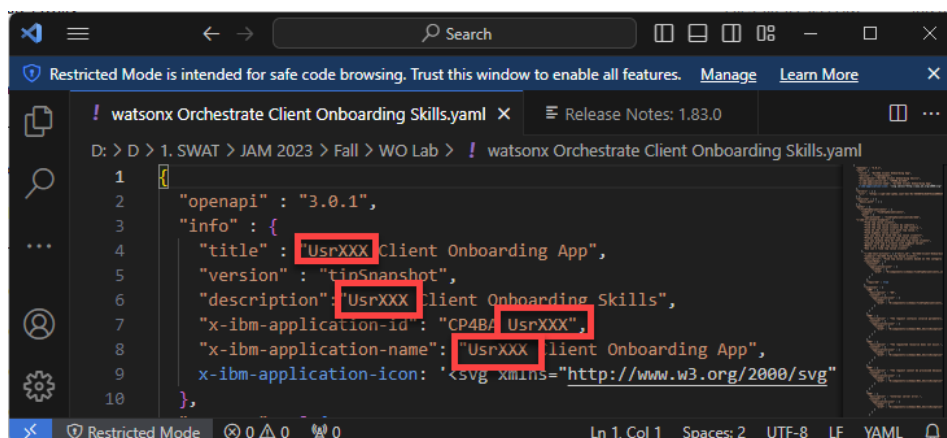 Search
Restricted Mode is intended for safe code browsing. Trust this window to enable all features. Manage Learn More
! watsonx Orchestrate Client Onboarding Skills.yaml Release Notes: 1.83.0
D: > D > 1. SWAT > JAM 2023 > Fall > WO Lab > ! watsonx Orchestrate Client Onboarding Skills.yaml
1 {
2 "openapi" : "3.0.1",
3 "info" : {
4 "title" : "UsrXXX Client Onboarding App",
5 "version" : "tipSnapshot",
6 "description":"UsrXXX Client Onboarding Skills",
7 "x-ibm-application-id": "CP4BA UsrXXX",
8 "x-ibm-application-name": "UsrXXX Client Onboarding App",
9 x-ibm-application-icon: '<svg xmlns="http://www.w3.org/2000/svg"
10 },
Restricted Mode 0 0 0 Ln 1, Col 1 Spaces: 2 UTF-8 LF YAML